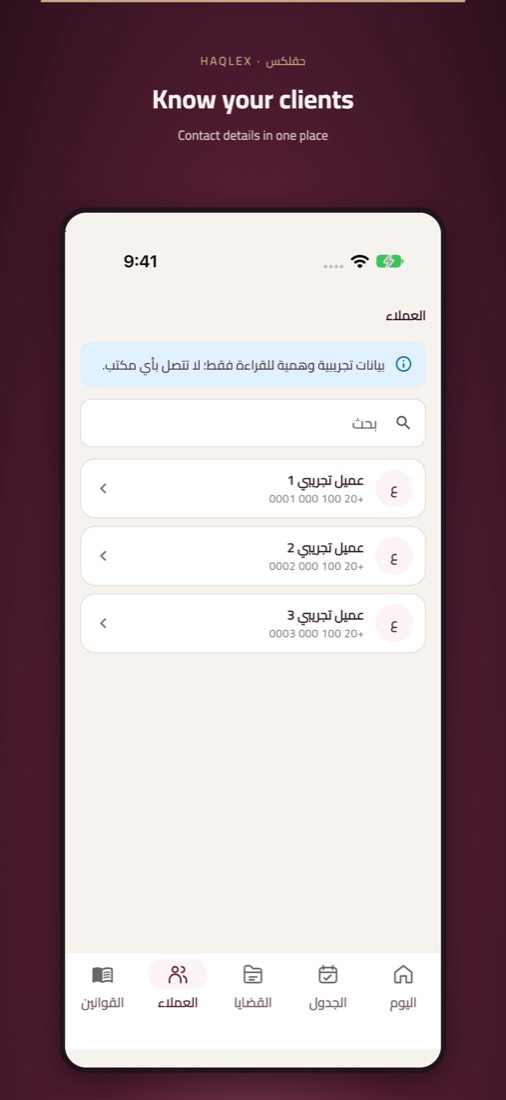 HAQLEX · حقلكس
Know your clients
Contact details in one place
9:41
العملاء
بيانات تجريبية وهمية للقراءة فقط؛ لا تتصل بأي مكتب.
بحث
ع
عميل تجريبي 1
+20 100 000 0001
ع
عميل تجريبي 2
+20 100 000 0002
ع
عميل تجريبي 3
+20 100 000 0003
اليوم
الجدول
القضايا
العملاء
القوانين